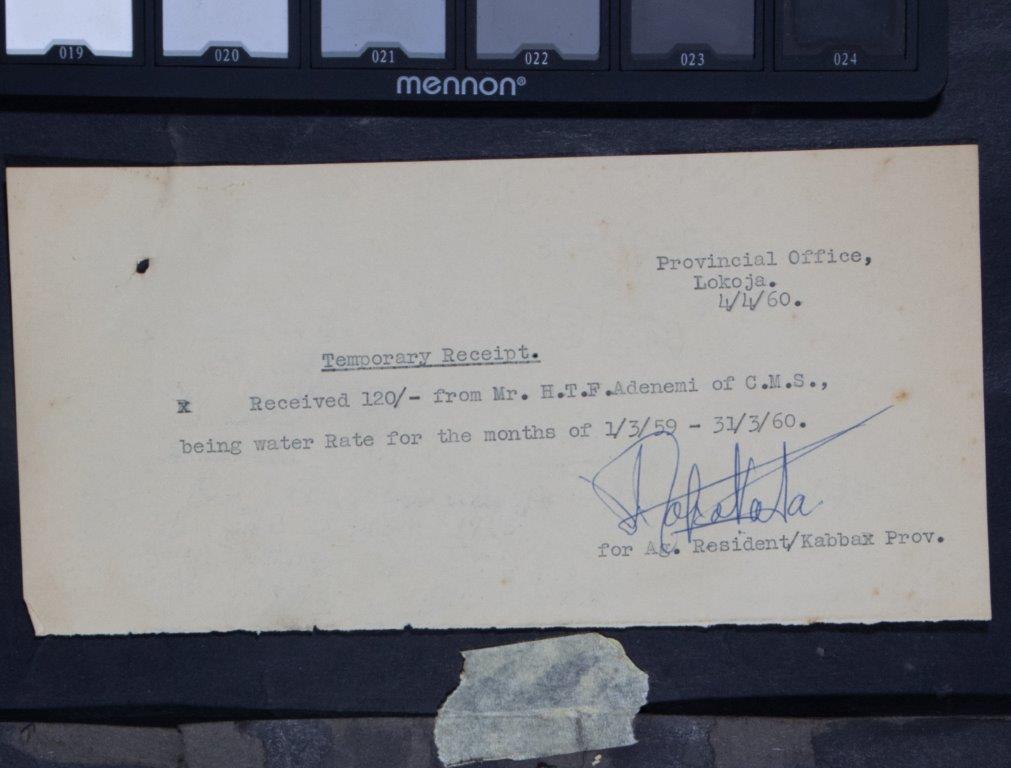 019 020 021 022 023 024
mennon®
Provincial Office,
Lokoja.
4/4/60.
Temporary Receipt.
x Received 120/- from Mr. H.T.F.Adenemi of C.M.S.,
being water Rate for the months of 1/3/59 - 31/3/60.
for Ag. Resident/Kabbax Prov.